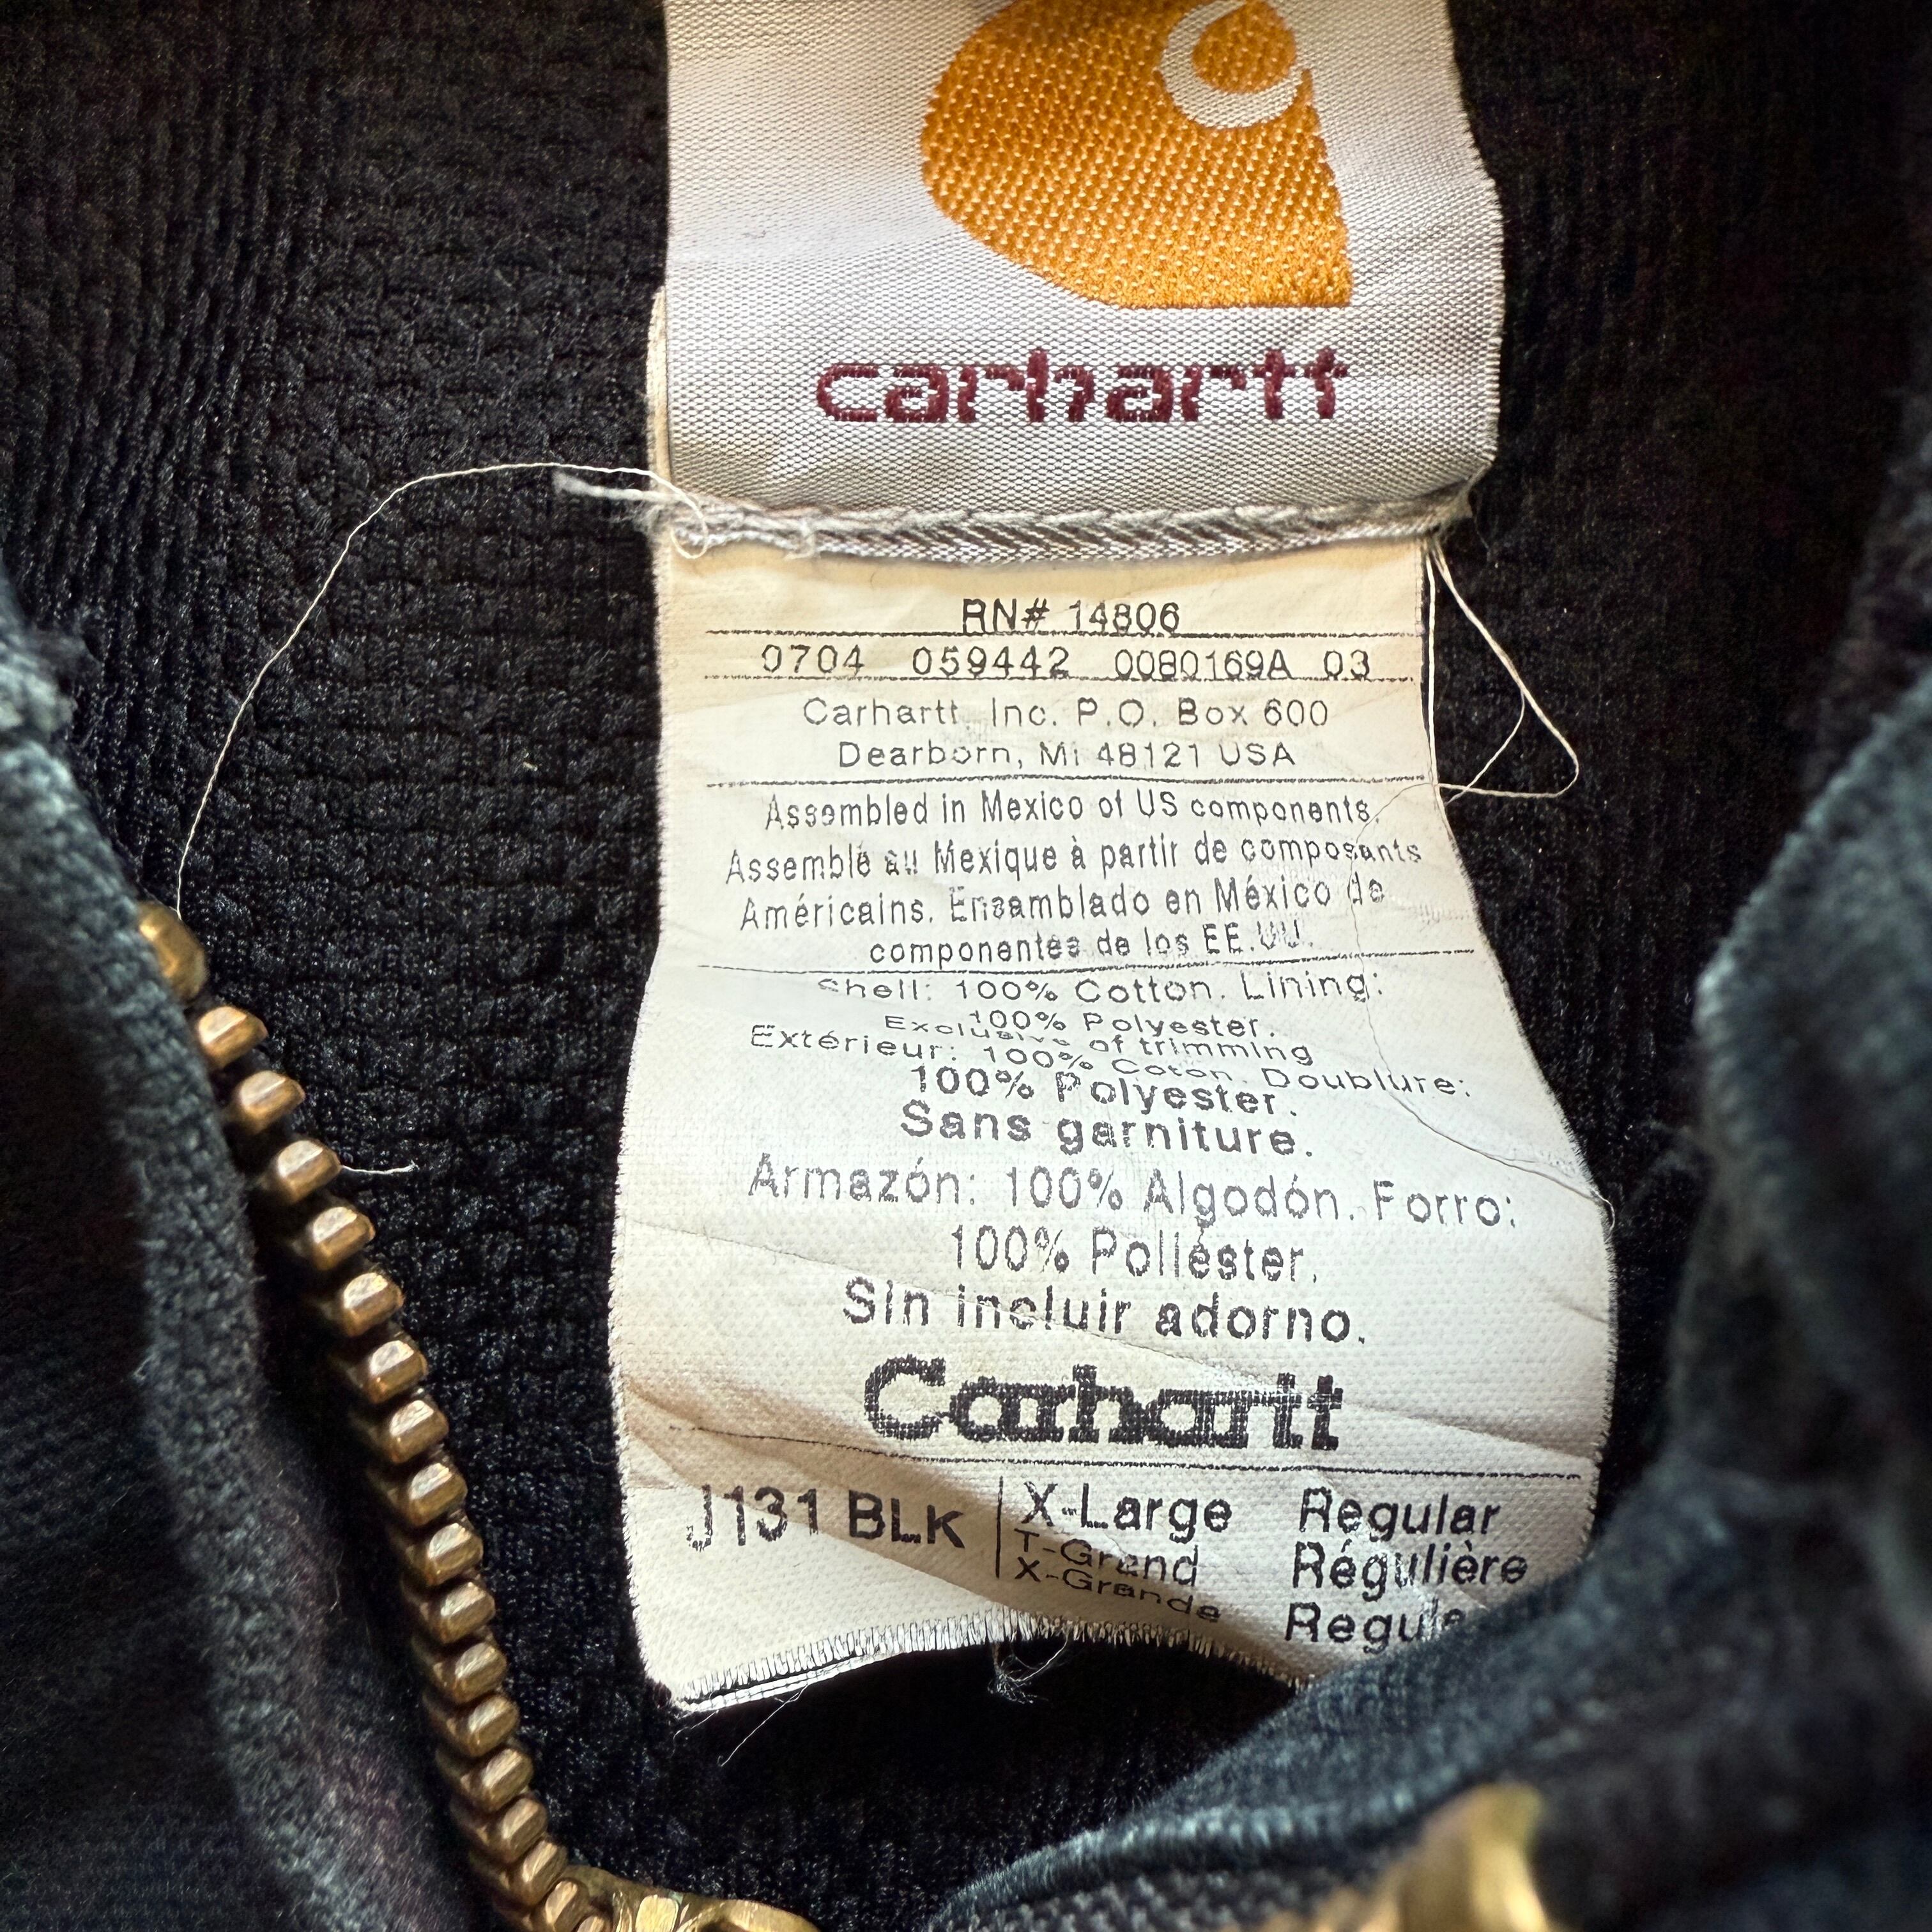 carhartt
RN# 14806
0704 059442 0080169A 03
Carhartt, Inc. P.O. Box 600
Dearborn, MI 48121 USA
Assembled in Mexico of US components.
Assemblé au Mexique à partir de composants
Américains. Ensamblado en México de
componentes de los EE.UU.
Shell: 100% Cotton. Lining:
100% Polyester.
Exclusive of trimming
Extérieur: 100% Coton. Doublure:
100% Polyester.
Sans garniture.
Armazón: 100% Algodón. Forro:
100% Poliéster.
Sin incluir adorno.
Carhartt
J131 BLK X-Large Regular
T-Grand Régulière
X-Grande